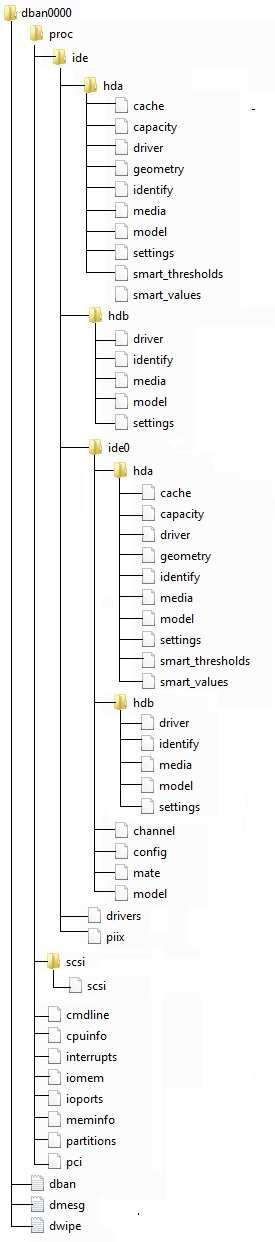 dban0000
proc
ide
hda
cache
capacity
driver
geometry
identify
media
model
settings
smart_thresholds
smart_values
hdb
driver
identify
media
model
settings
ide0
hda
cache
capacity
driver
geometry
identify
media
model
settings
smart_thresholds
smart_values
hdb
driver
identify
media
model
settings
channel
config
mate
model
drivers
piix
scsi
scsi
cmdline
cpuinfo
interrupts
iomem
ioports
meminfo
partitions
pci
dban
dmesg
dwipe